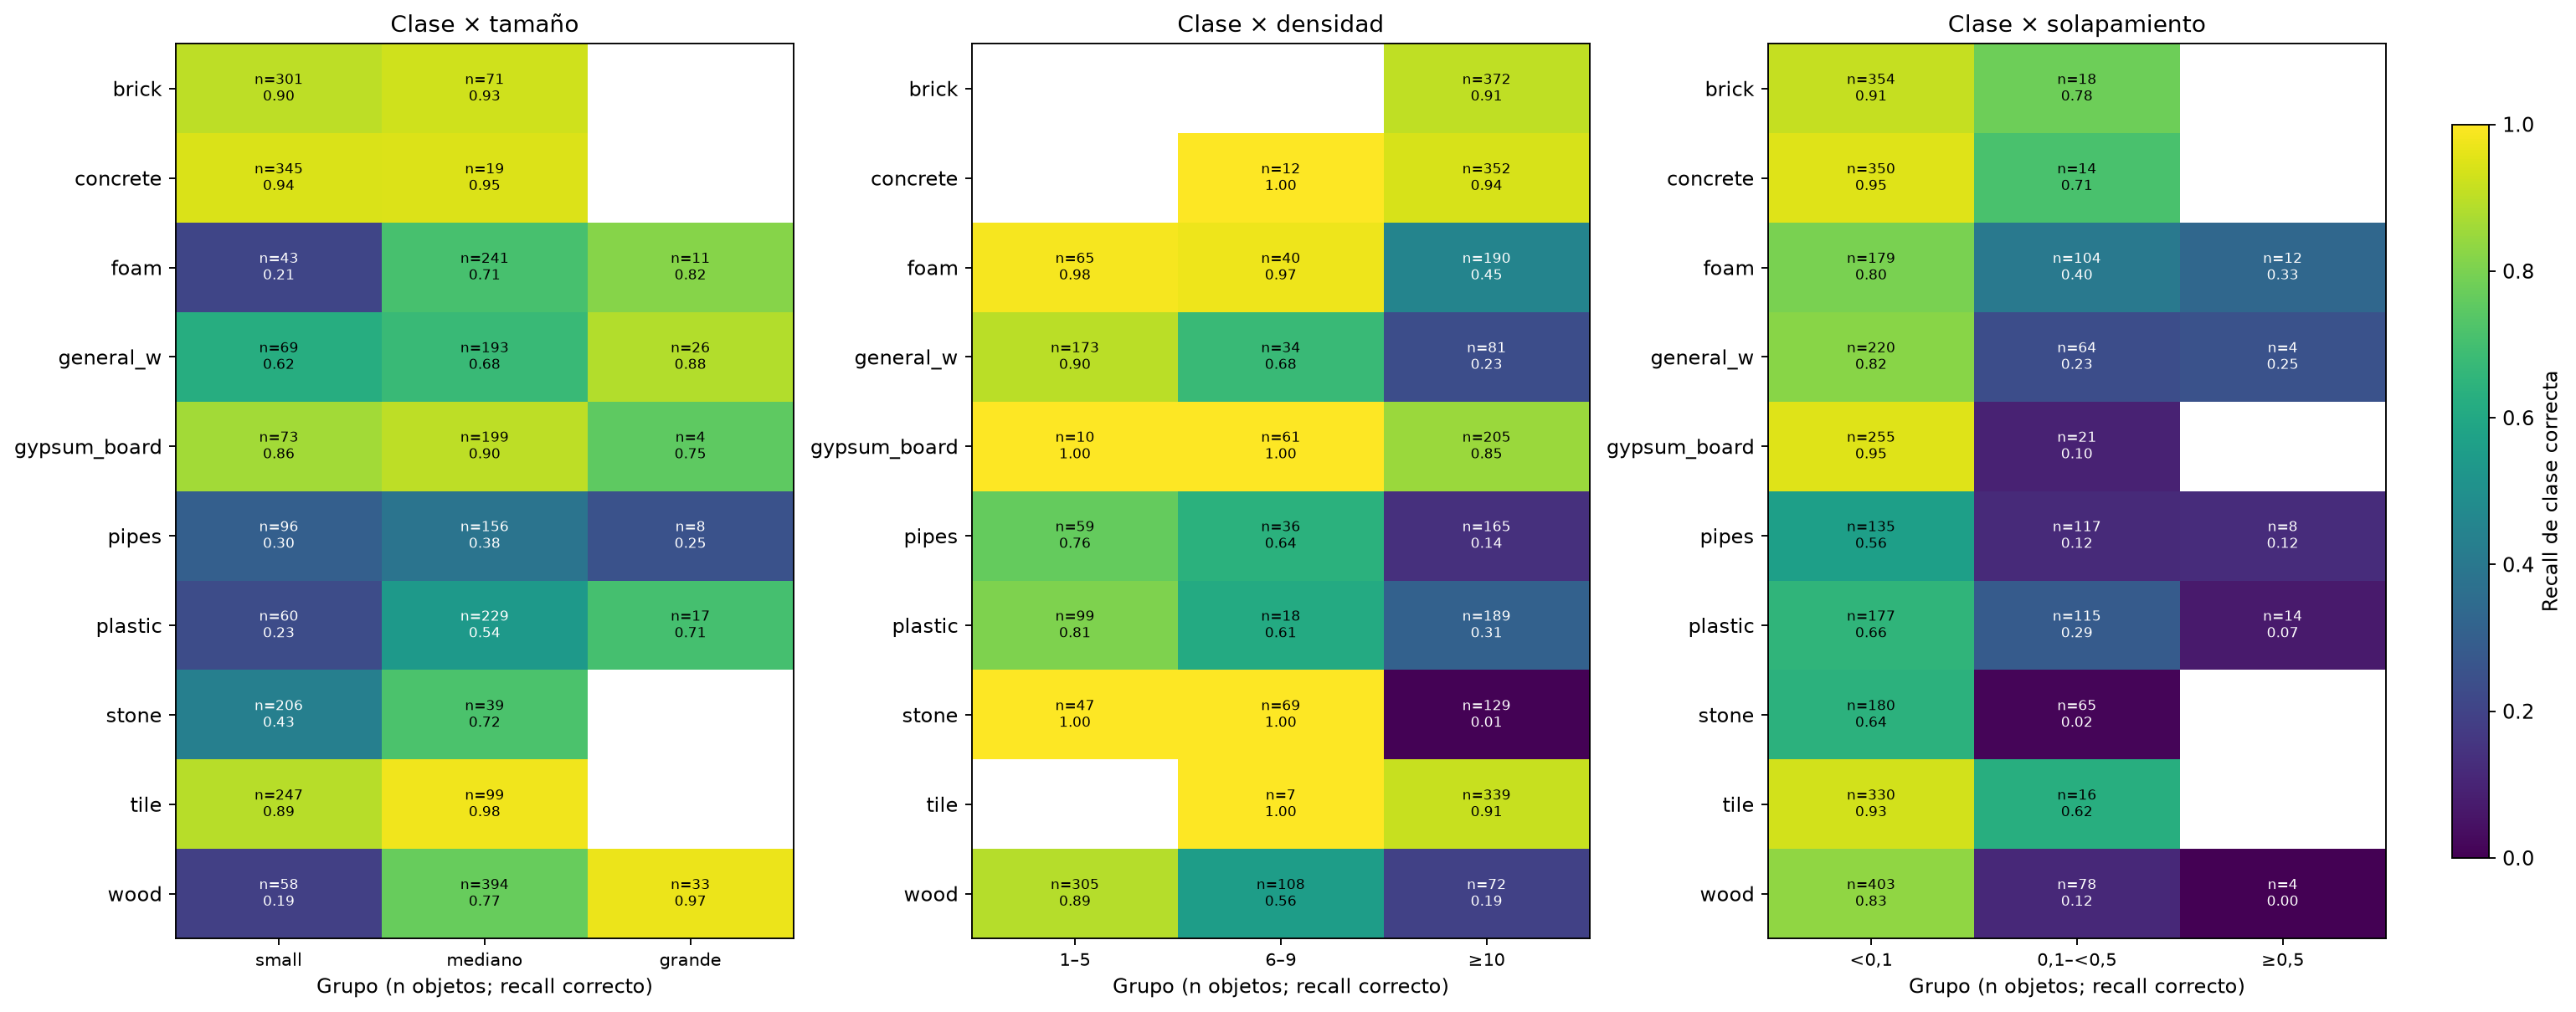 Clase × tamaño
brick
n=301
0.90
n=71
0.93
concrete
n=345
0.94
n=19
0.95
foam
n=43
0.21
n=241
0.71
n=11
0.82
general_w
n=69
0.62
n=193
0.68
n=26
0.88
gypsum_board
n=73
0.86
n=199
0.90
n=4
0.75
pipes
n=96
0.30
n=156
0.38
n=8
0.25
plastic
n=60
0.23
n=229
0.54
n=17
0.71
stone
n=206
0.43
n=39
0.72
tile
n=247
0.89
n=99
0.98
wood
n=58
0.19
n=394
0.77
n=33
0.97
small
mediano
grande
Grupo (n objetos; recall correcto)
Clase × densidad
brick
n=372
0.91
concrete
n=12
1.00
n=352
0.94
foam
n=65
0.98
n=40
0.97
n=190
0.45
general_w
n=173
0.90
n=34
0.68
n=81
0.23
gypsum_board
n=10
1.00
n=61
1.00
n=205
0.85
pipes
n=59
0.76
n=36
0.64
n=165
0.14
plastic
n=99
0.81
n=18
0.61
n=189
0.31
stone
n=47
1.00
n=69
1.00
n=129
0.01
tile
n=7
1.00
n=339
0.91
wood
n=305
0.89
n=108
0.56
n=72
0.19
1–5
6–9
≥10
Grupo (n objetos; recall correcto)
Clase × solapamiento
brick
n=354
0.91
n=18
0.78
concrete
n=350
0.95
n=14
0.71
foam
n=179
0.80
n=104
0.40
n=12
0.33
general_w
n=220
0.82
n=64
0.23
n=4
0.25
gypsum_board
n=255
0.95
n=21
0.10
pipes
n=135
0.56
n=117
0.12
n=8
0.12
plastic
n=177
0.66
n=115
0.29
n=14
0.07
stone
n=180
0.64
n=65
0.02
tile
n=330
0.93
n=16
0.62
wood
n=403
0.83
n=78
0.12
n=4
0.00
<0,1
0,1–<0,5
≥0,5
Grupo (n objetos; recall correcto)
1.0
0.8
0.6
0.4
0.2
0.0
Recall de clase correcta